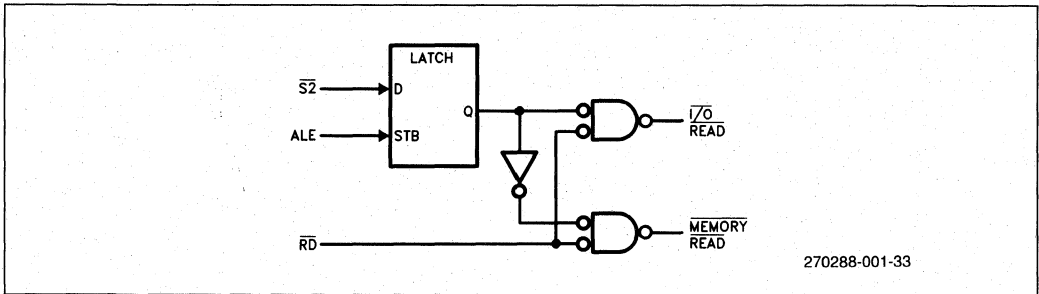 LATCH
S2
D
Q
ALE
STB
I/O
READ
RD
MEMORY
READ
270288-001-33